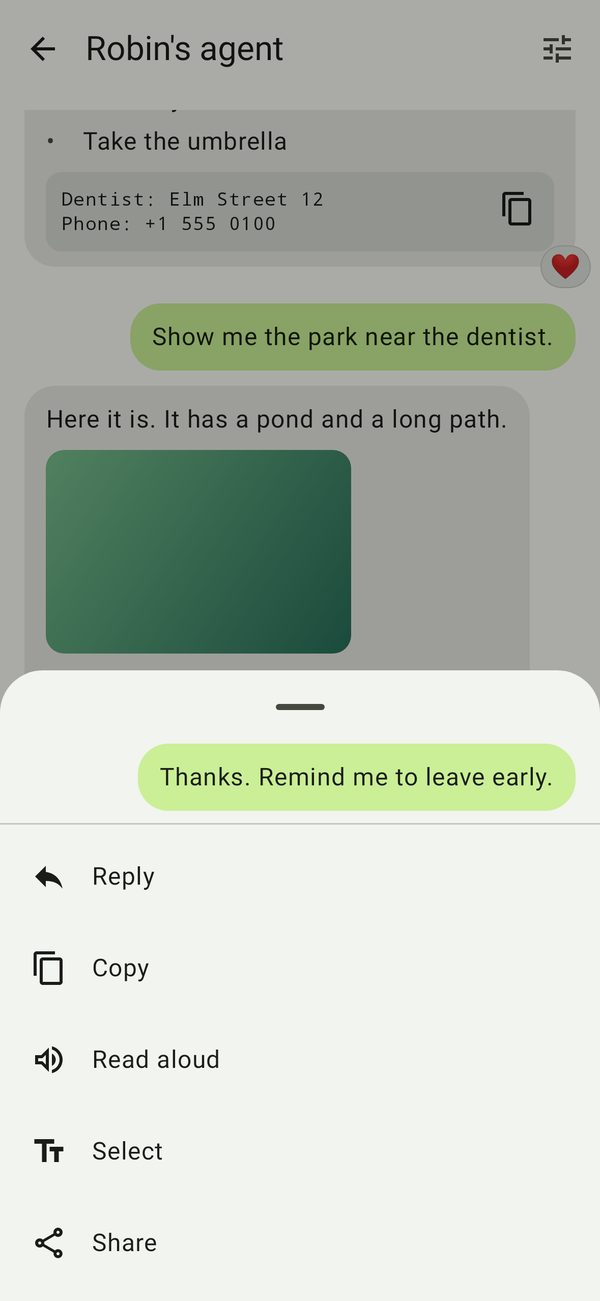 Robin's agent
• Take the umbrella
Dentist: Elm Street 12
Phone: +1 555 0100
Show me the park near the dentist.
Here it is. It has a pond and a long path.
Thanks. Remind me to leave early.
Reply
Copy
Read aloud
Select
Share